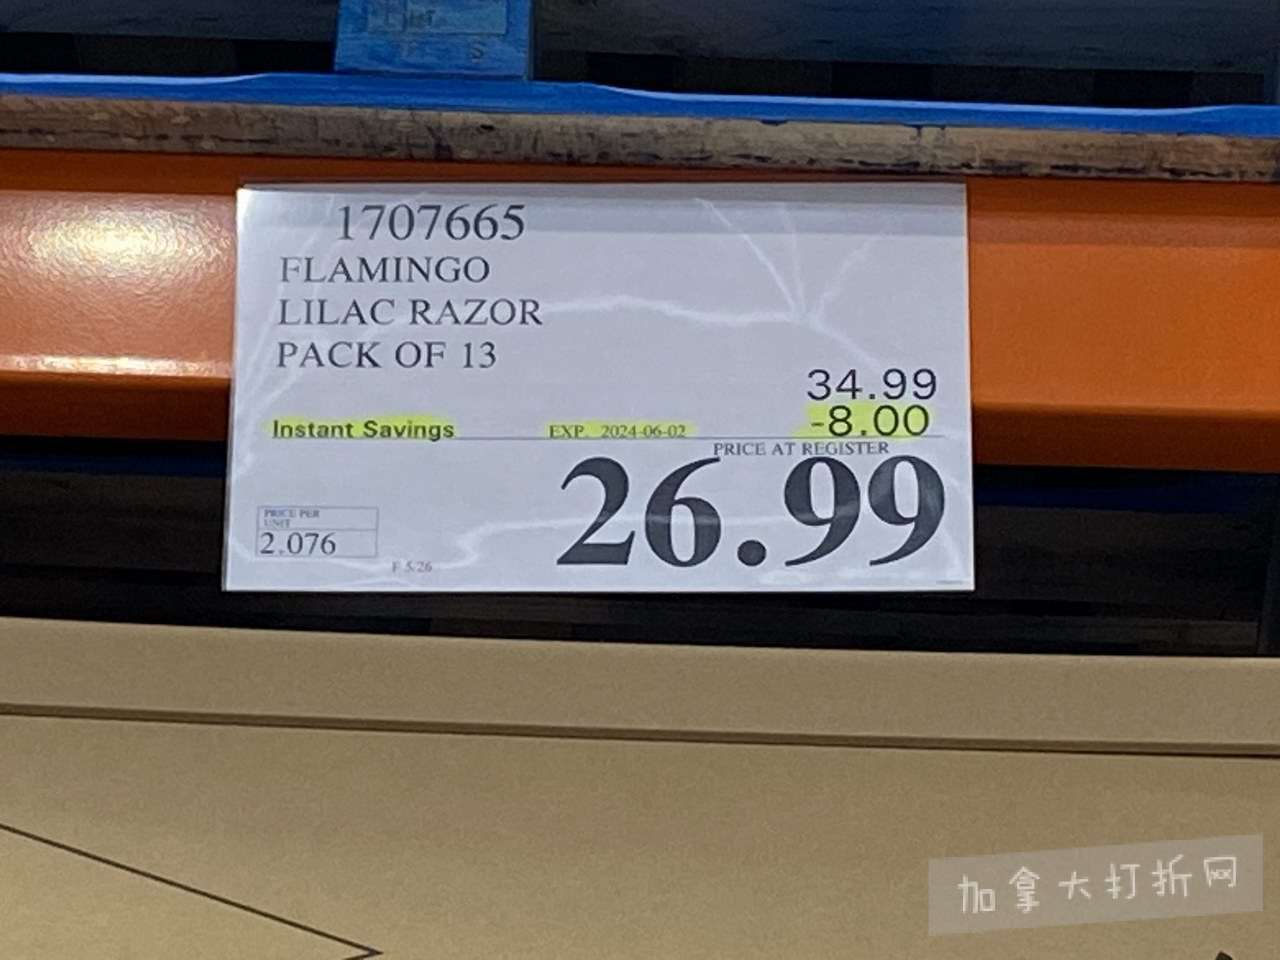 1707665
FLAMINGO
LILAC RAZOR
PACK OF 13
34.99
Instant Savings EXP. 2024-06-02 -8.00
PRICE AT REGISTER
26.99
PRICE PER
UNIT
2.076
F 5/26
加拿大打折网